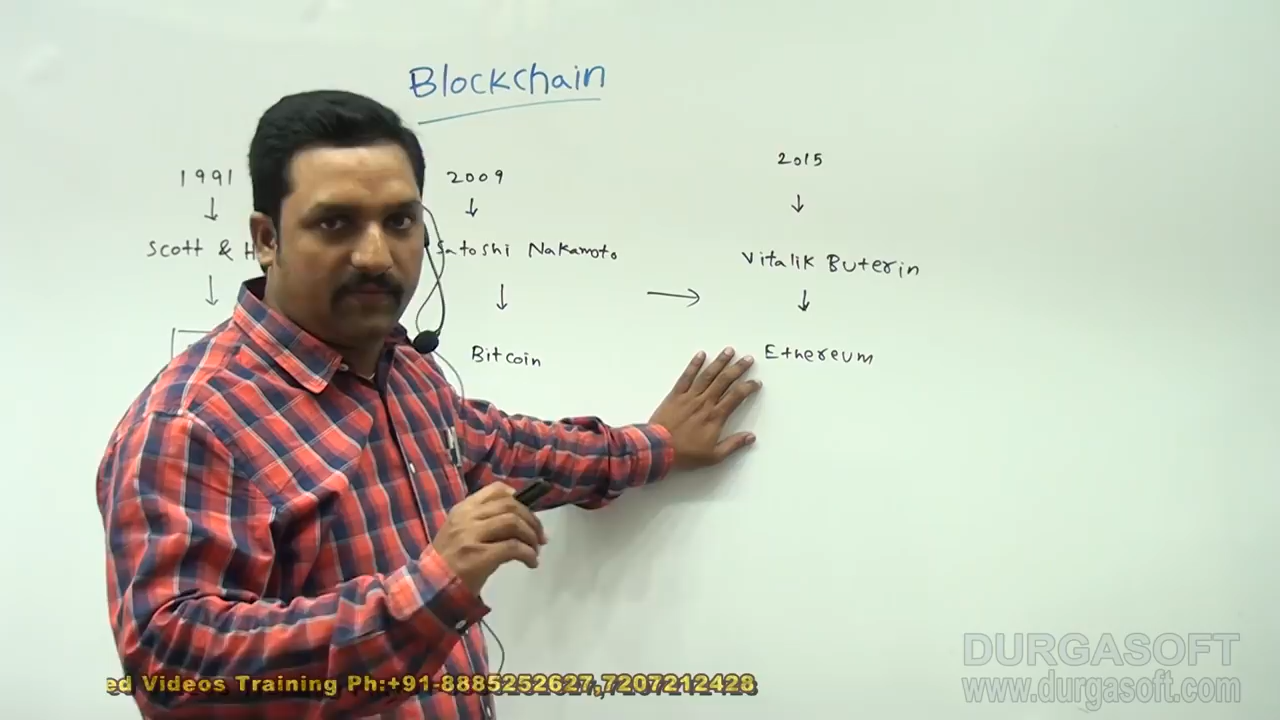 Blockchain
1991
2009
2015
Scott &
Satoshi Nakamoto
Vitalik Buterin
Bitcoin
Ethereum
DURGASOFT
www.durgasoft.com
ed Videos Training Ph:+91-8885252627,7207212428